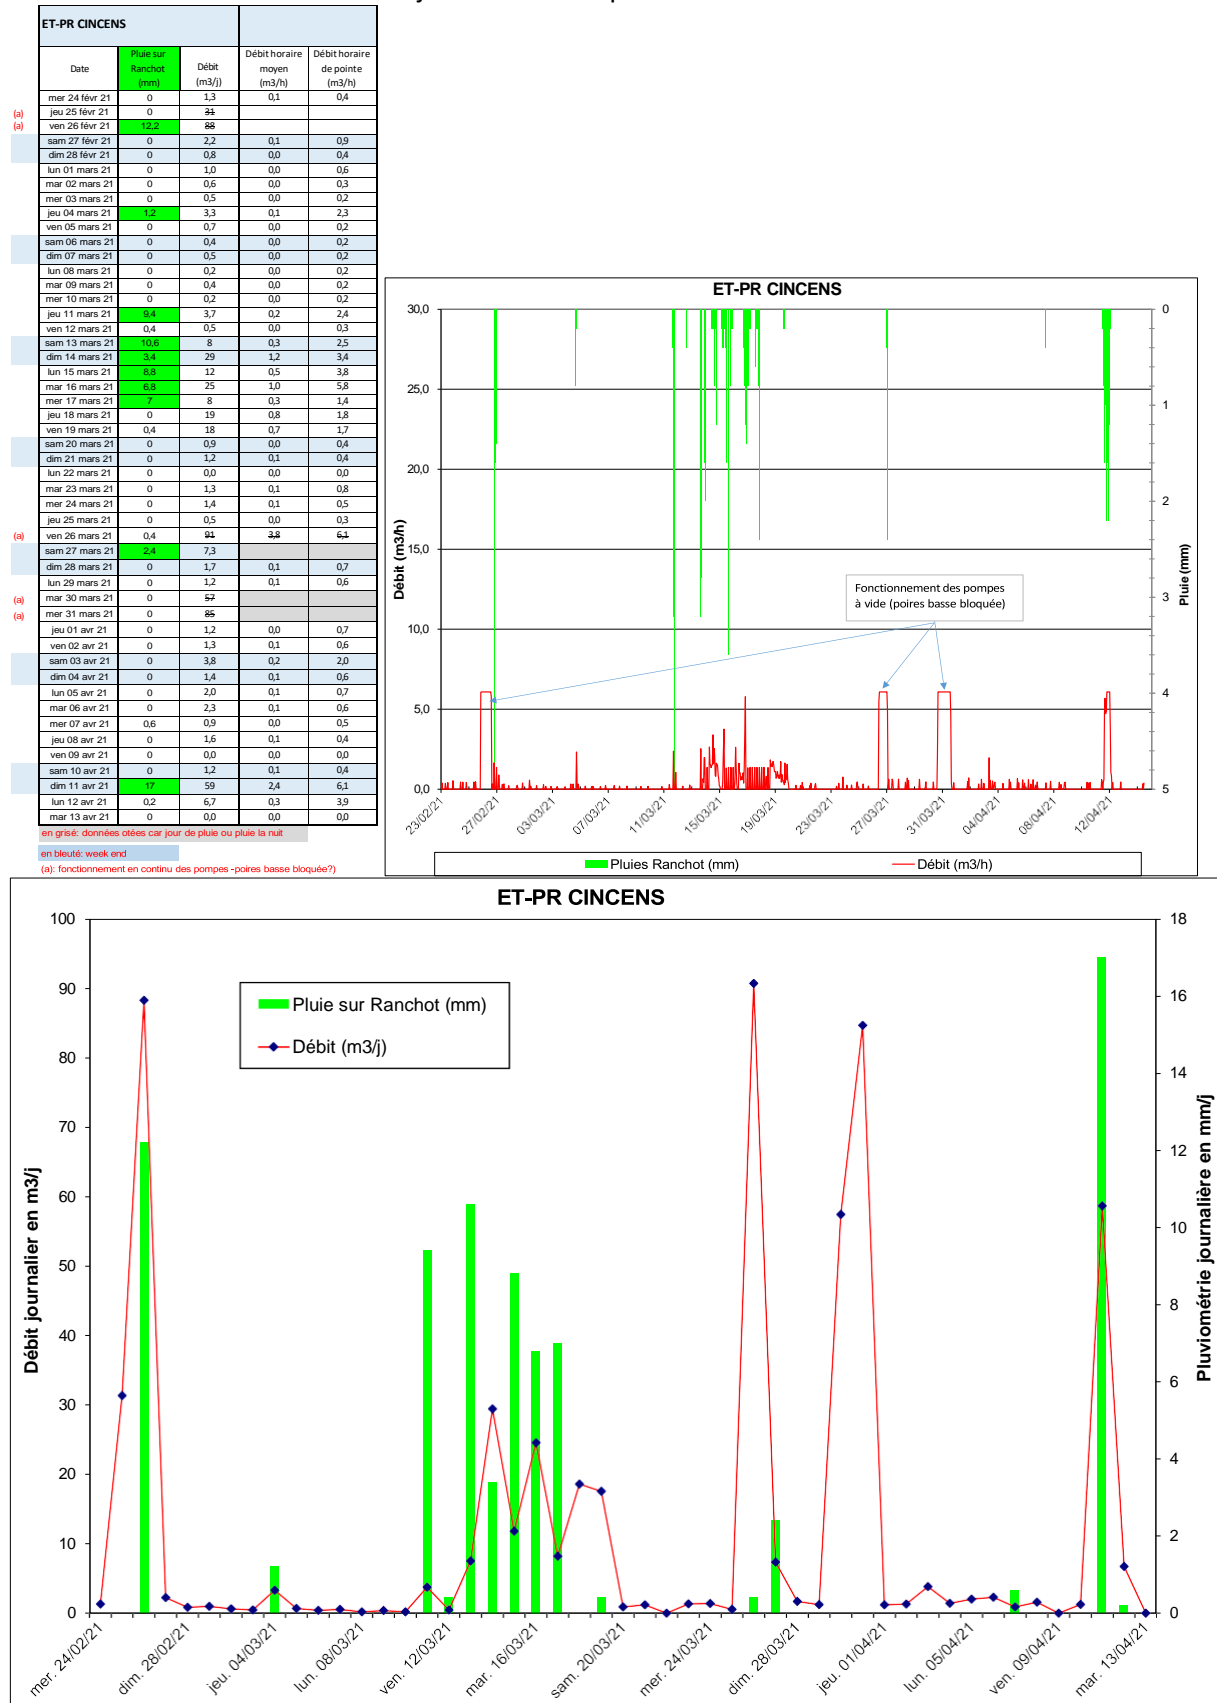 ET-PR CINCENS
Date | Pluie sur Ranchot (mm) | Débit (m3/j) | Débit horaire moyen (m3/h) | Débit horaire de pointe (m3/h)
mer 24 févr 21 | 0 | 1,3 | 0,1 | 0,4
(a) jeu 25 févr 21 | 0 | 31
(a) ven 26 févr 21 | 12,2 | 88
sam 27 févr 21 | 0 | 2,2 | 0,1 | 0,9
dim 28 févr 21 | 0 | 0,8 | 0,0 | 0,4
lun 01 mars 21 | 0 | 1,0 | 0,0 | 0,6
mar 02 mars 21 | 0 | 0,6 | 0,0 | 0,3
mer 03 mars 21 | 0 | 0,5 | 0,0 | 0,2
jeu 04 mars 21 | 1,2 | 3,3 | 0,1 | 2,3
ven 05 mars 21 | 0 | 0,7 | 0,0 | 0,2
sam 06 mars 21 | 0 | 0,4 | 0,0 | 0,2
dim 07 mars 21 | 0 | 0,5 | 0,0 | 0,2
lun 08 mars 21 | 0 | 0,2 | 0,0 | 0,2
mar 09 mars 21 | 0 | 0,4 | 0,0 | 0,2
mer 10 mars 21 | 0 | 0,2 | 0,0 | 0,2
jeu 11 mars 21 | 9,4 | 3,7 | 0,2 | 2,4
ven 12 mars 21 | 0,4 | 0,5 | 0,0 | 0,3
sam 13 mars 21 | 10,6 | 8 | 0,3 | 2,5
dim 14 mars 21 | 3,4 | 29 | 1,2 | 3,4
lun 15 mars 21 | 8,8 | 12 | 0,5 | 3,8
mar 16 mars 21 | 6,8 | 25 | 1,0 | 5,8
mer 17 mars 21 | 7 | 8 | 0,3 | 1,4
jeu 18 mars 21 | 0 | 19 | 0,8 | 1,8
ven 19 mars 21 | 0,4 | 18 | 0,7 | 1,7
sam 20 mars 21 | 0 | 0,9 | 0,0 | 0,4
dim 21 mars 21 | 0 | 1,2 | 0,1 | 0,4
lun 22 mars 21 | 0 | 0,0 | 0,0 | 0,0
mar 23 mars 21 | 0 | 1,3 | 0,1 | 0,8
mer 24 mars 21 | 0 | 1,4 | 0,1 | 0,5
jeu 25 mars 21 | 0 | 0,5 | 0,0 | 0,3
(a) ven 26 mars 21 | 0,4 | 91 | 3,8 | 6,1
sam 27 mars 21 | 2,4 | 7,3
dim 28 mars 21 | 0 | 1,7 | 0,1 | 0,7
lun 29 mars 21 | 0 | 1,2 | 0,1 | 0,6
(a) mar 30 mars 21 | 0 | 57
(a) mer 31 mars 21 | 0 | 85
jeu 01 avr 21 | 0 | 1,2 | 0,0 | 0,7
ven 02 avr 21 | 0 | 1,3 | 0,1 | 0,6
sam 03 avr 21 | 0 | 3,8 | 0,2 | 2,0
dim 04 avr 21 | 0 | 1,4 | 0,1 | 0,6
lun 05 avr 21 | 0 | 2,0 | 0,1 | 0,7
mar 06 avr 21 | 0 | 2,3 | 0,1 | 0,6
mer 07 avr 21 | 0,6 | 0,9 | 0,0 | 0,5
jeu 08 avr 21 | 0 | 1,6 | 0,1 | 0,4
ven 09 avr 21 | 0 | 0,0 | 0,0 | 0,0
sam 10 avr 21 | 0 | 1,2 | 0,1 | 0,4
dim 11 avr 21 | 17 | 59 | 2,4 | 6,1
lun 12 avr 21 | 0,2 | 6,7 | 0,3 | 3,9
mar 13 avr 21 | 0 | 0,0 | 0,0 | 0,0
en grisé: données otées car jour de pluie ou pluie la nuit
en bleuté: week end
(a): fonctionnement en continu des pompes -poires basse bloquée?)
ET-PR CINCENS
Débit (m3/h)
30,0
25,0
20,0
15,0
10,0
5,0
0,0
Pluie (mm)
0
1
2
3
4
5
Fonctionnement des pompes
à vide (poires basse bloquée)
23/02/21 27/02/21 03/03/21 07/03/21 11/03/21 15/03/21 19/03/21 23/03/21 27/03/21 31/03/21 04/04/21 08/04/21 12/04/21
Pluies Ranchot (mm) Débit (m3/h)
ET-PR CINCENS
Débit journalier en m3/j
100
90
80
70
60
50
40
30
20
10
0
Pluie sur Ranchot (mm)
Débit (m3/j)
Pluviométrie journalière en mm/j
18
16
14
12
10
8
6
4
2
0
mer. 24/02/21 dim. 28/02/21 jeu. 04/03/21 lun. 08/03/21 ven. 12/03/21 mar. 16/03/21 sam. 20/03/21 mer. 24/03/21 dim. 28/03/21 jeu. 01/04/21 lun. 05/04/21 ven. 09/04/21 mar. 13/04/21